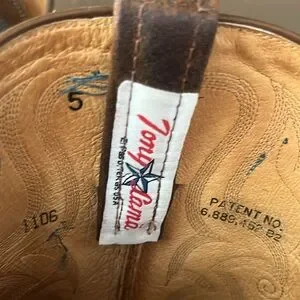 5
Tony Lama
EL PASO, TEXAS
USA
1106
PATENT NO.
6,889,452 B2